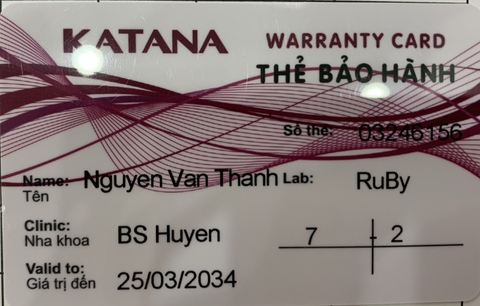 KATANA WARRANTY CARD
THẺ BẢO HÀNH
Số thẻ: 03246156
Name: Nguyen Van Thanh Lab: RuBy
Tên
Clinic: BS Huyen 7 - 2
Nha khoa
Valid to: 25/03/2034
Giá trị đến